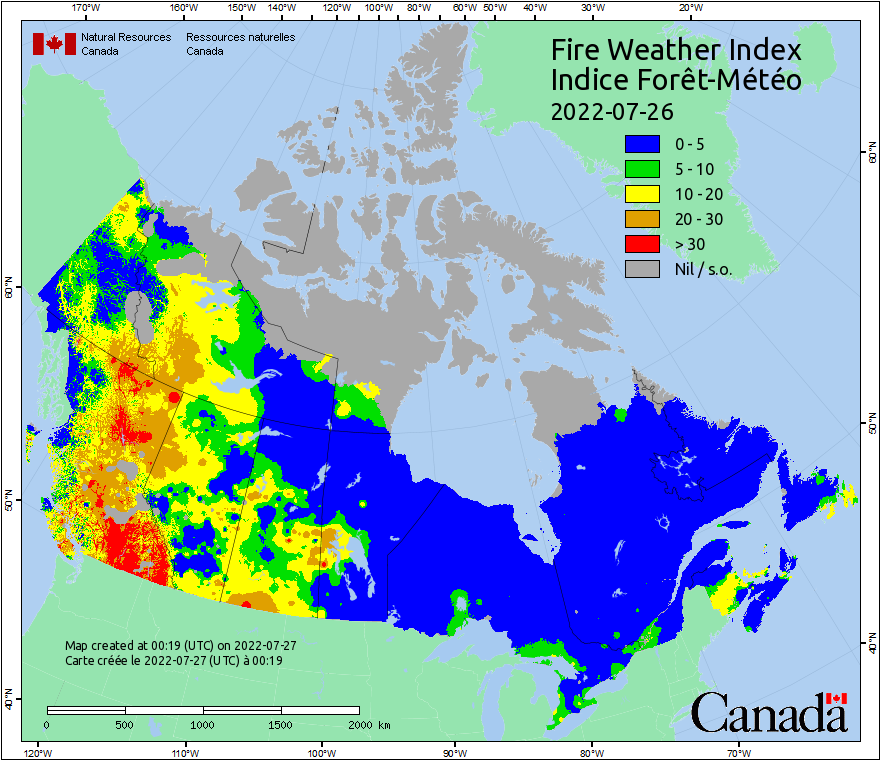 170°W 160°W 150°W 140°W 120°W 100°W 80°W 60°W 50°W 40°W 30°W 20°W
Natural Resources Ressources naturelles
Canada Canada
Fire Weather Index
Indice Forêt-Météo
2022-07-26
0 - 5
5 - 10
10 - 20
20 - 30
> 30
Nil / s.o.
60°N 60°N
50°N 50°N
40°N 40°N
Map created at 00:19 (UTC) on 2022-07-27
Carte créée le 2022-07-27 (UTC) à 00:19
0 500 1000 1500 2000 km
Canada
120°W 110°W 100°W 90°W 80°W 70°W